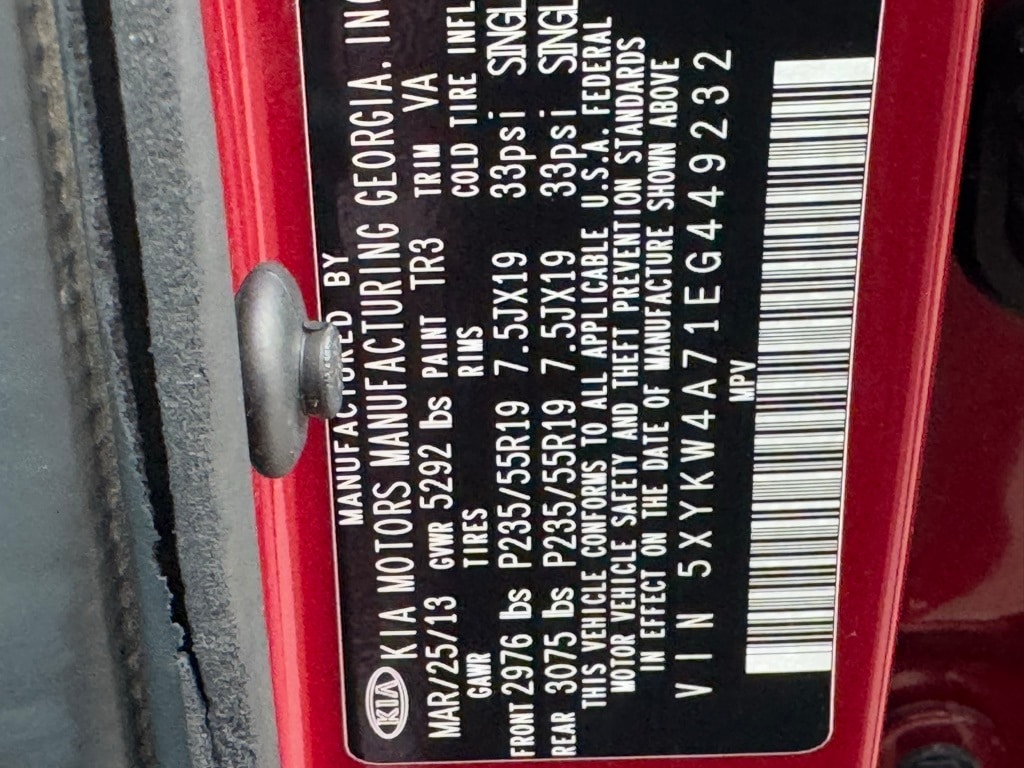 MANUFACTURED BY
KIA KIA MOTORS MANUFACTURING GEORGIA, INC
MAR/25/13 GVWR 5292 lbs PAINT TR3 TRIM VA
GAWR TIRES RIMS COLD TIRE INFL
FRONT 2976 lbs P235/55R19 7.5JX19 33psi SINGL
REAR 3075 lbs P235/55R19 7.5JX19 33psi SINGL
THIS VEHICLE CONFORMS TO ALL APPLICABLE U.S.A. FEDERAL
MOTOR VEHICLE SAFETY AND THEFT PREVENTION STANDARDS
IN EFFECT ON THE DATE OF MANUFACTURE SHOWN ABOVE
VIN 5XYKW4A71EG449232
MPV